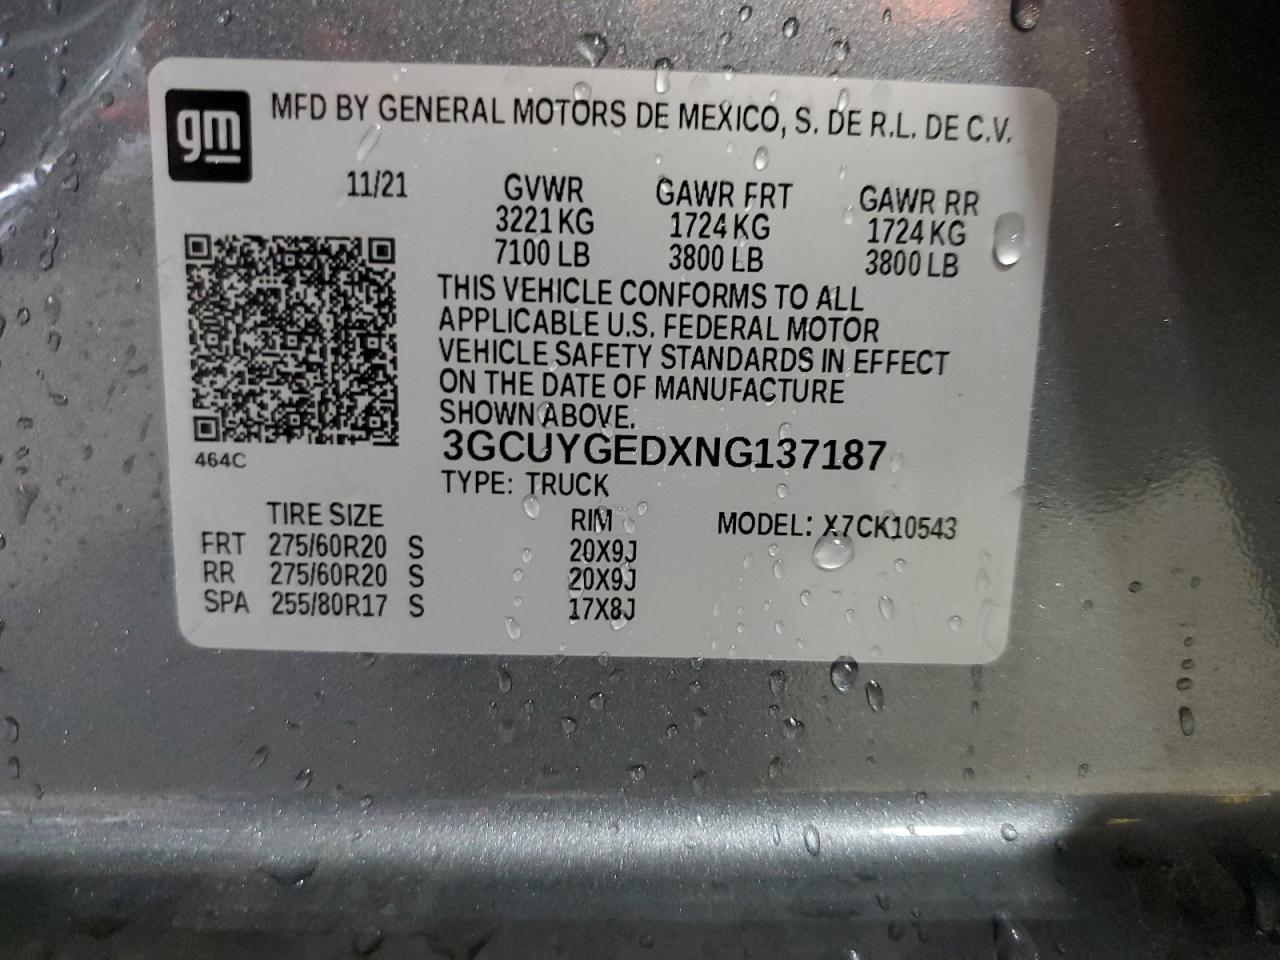 gm
MFD BY GENERAL MOTORS DE MEXICO, S. DE R.L. DE C.V.
11/21 GVWR GAWR FRT GAWR RR
3221 KG 1724 KG 1724 KG
7100 LB 3800 LB 3800 LB
THIS VEHICLE CONFORMS TO ALL
APPLICABLE U.S. FEDERAL MOTOR
VEHICLE SAFETY STANDARDS IN EFFECT
ON THE DATE OF MANUFACTURE
SHOWN ABOVE.
3GCUYGEDXNG137187
464C
TYPE: TRUCK
TIRE SIZE RIM MODEL: X7CK10543
FRT 275/60R20 S 20X9J
RR 275/60R20 S 20X9J
SPA 255/80R17 S 17X8J